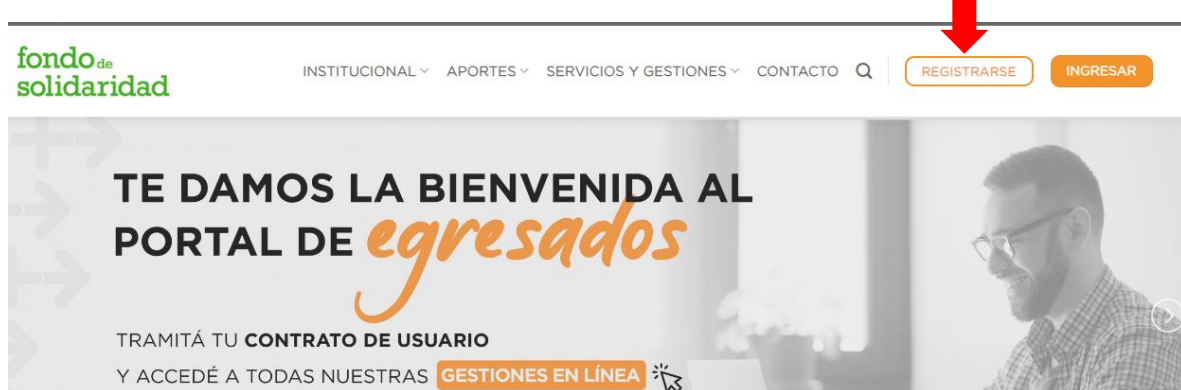 fondo de
solidaridad
INSTITUCIONAL APORTES SERVICIOS Y GESTIONES CONTACTO REGISTRARSE INGRESAR
TE DAMOS LA BIENVENIDA AL
PORTAL DE egresados
TRAMITÁ TU CONTRATO DE USUARIO
Y ACCEDÉ A TODAS NUESTRAS GESTIONES EN LÍNEA